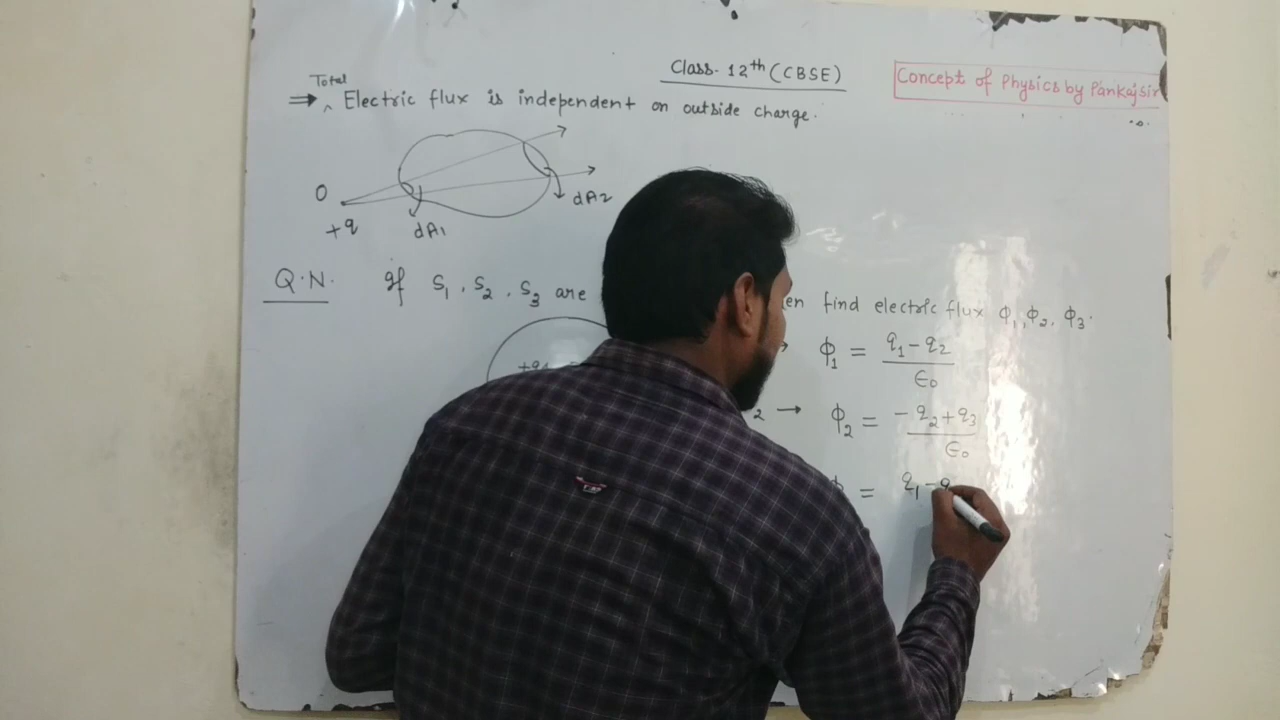 Class. 12th (CBSE)
Concept of Physics by Pankaj sir
Total
⇒ ^ Electric flux is independent on outside charge.
O
+q
dA1
dA2
Q.N. If S1, S2, S3 are find electric flux Φ1, Φ2, Φ3.
Φ1 = q1 - q2 / ϵ0
2 → Φ2 = -q2 + q3 / ϵ0
= q1 -